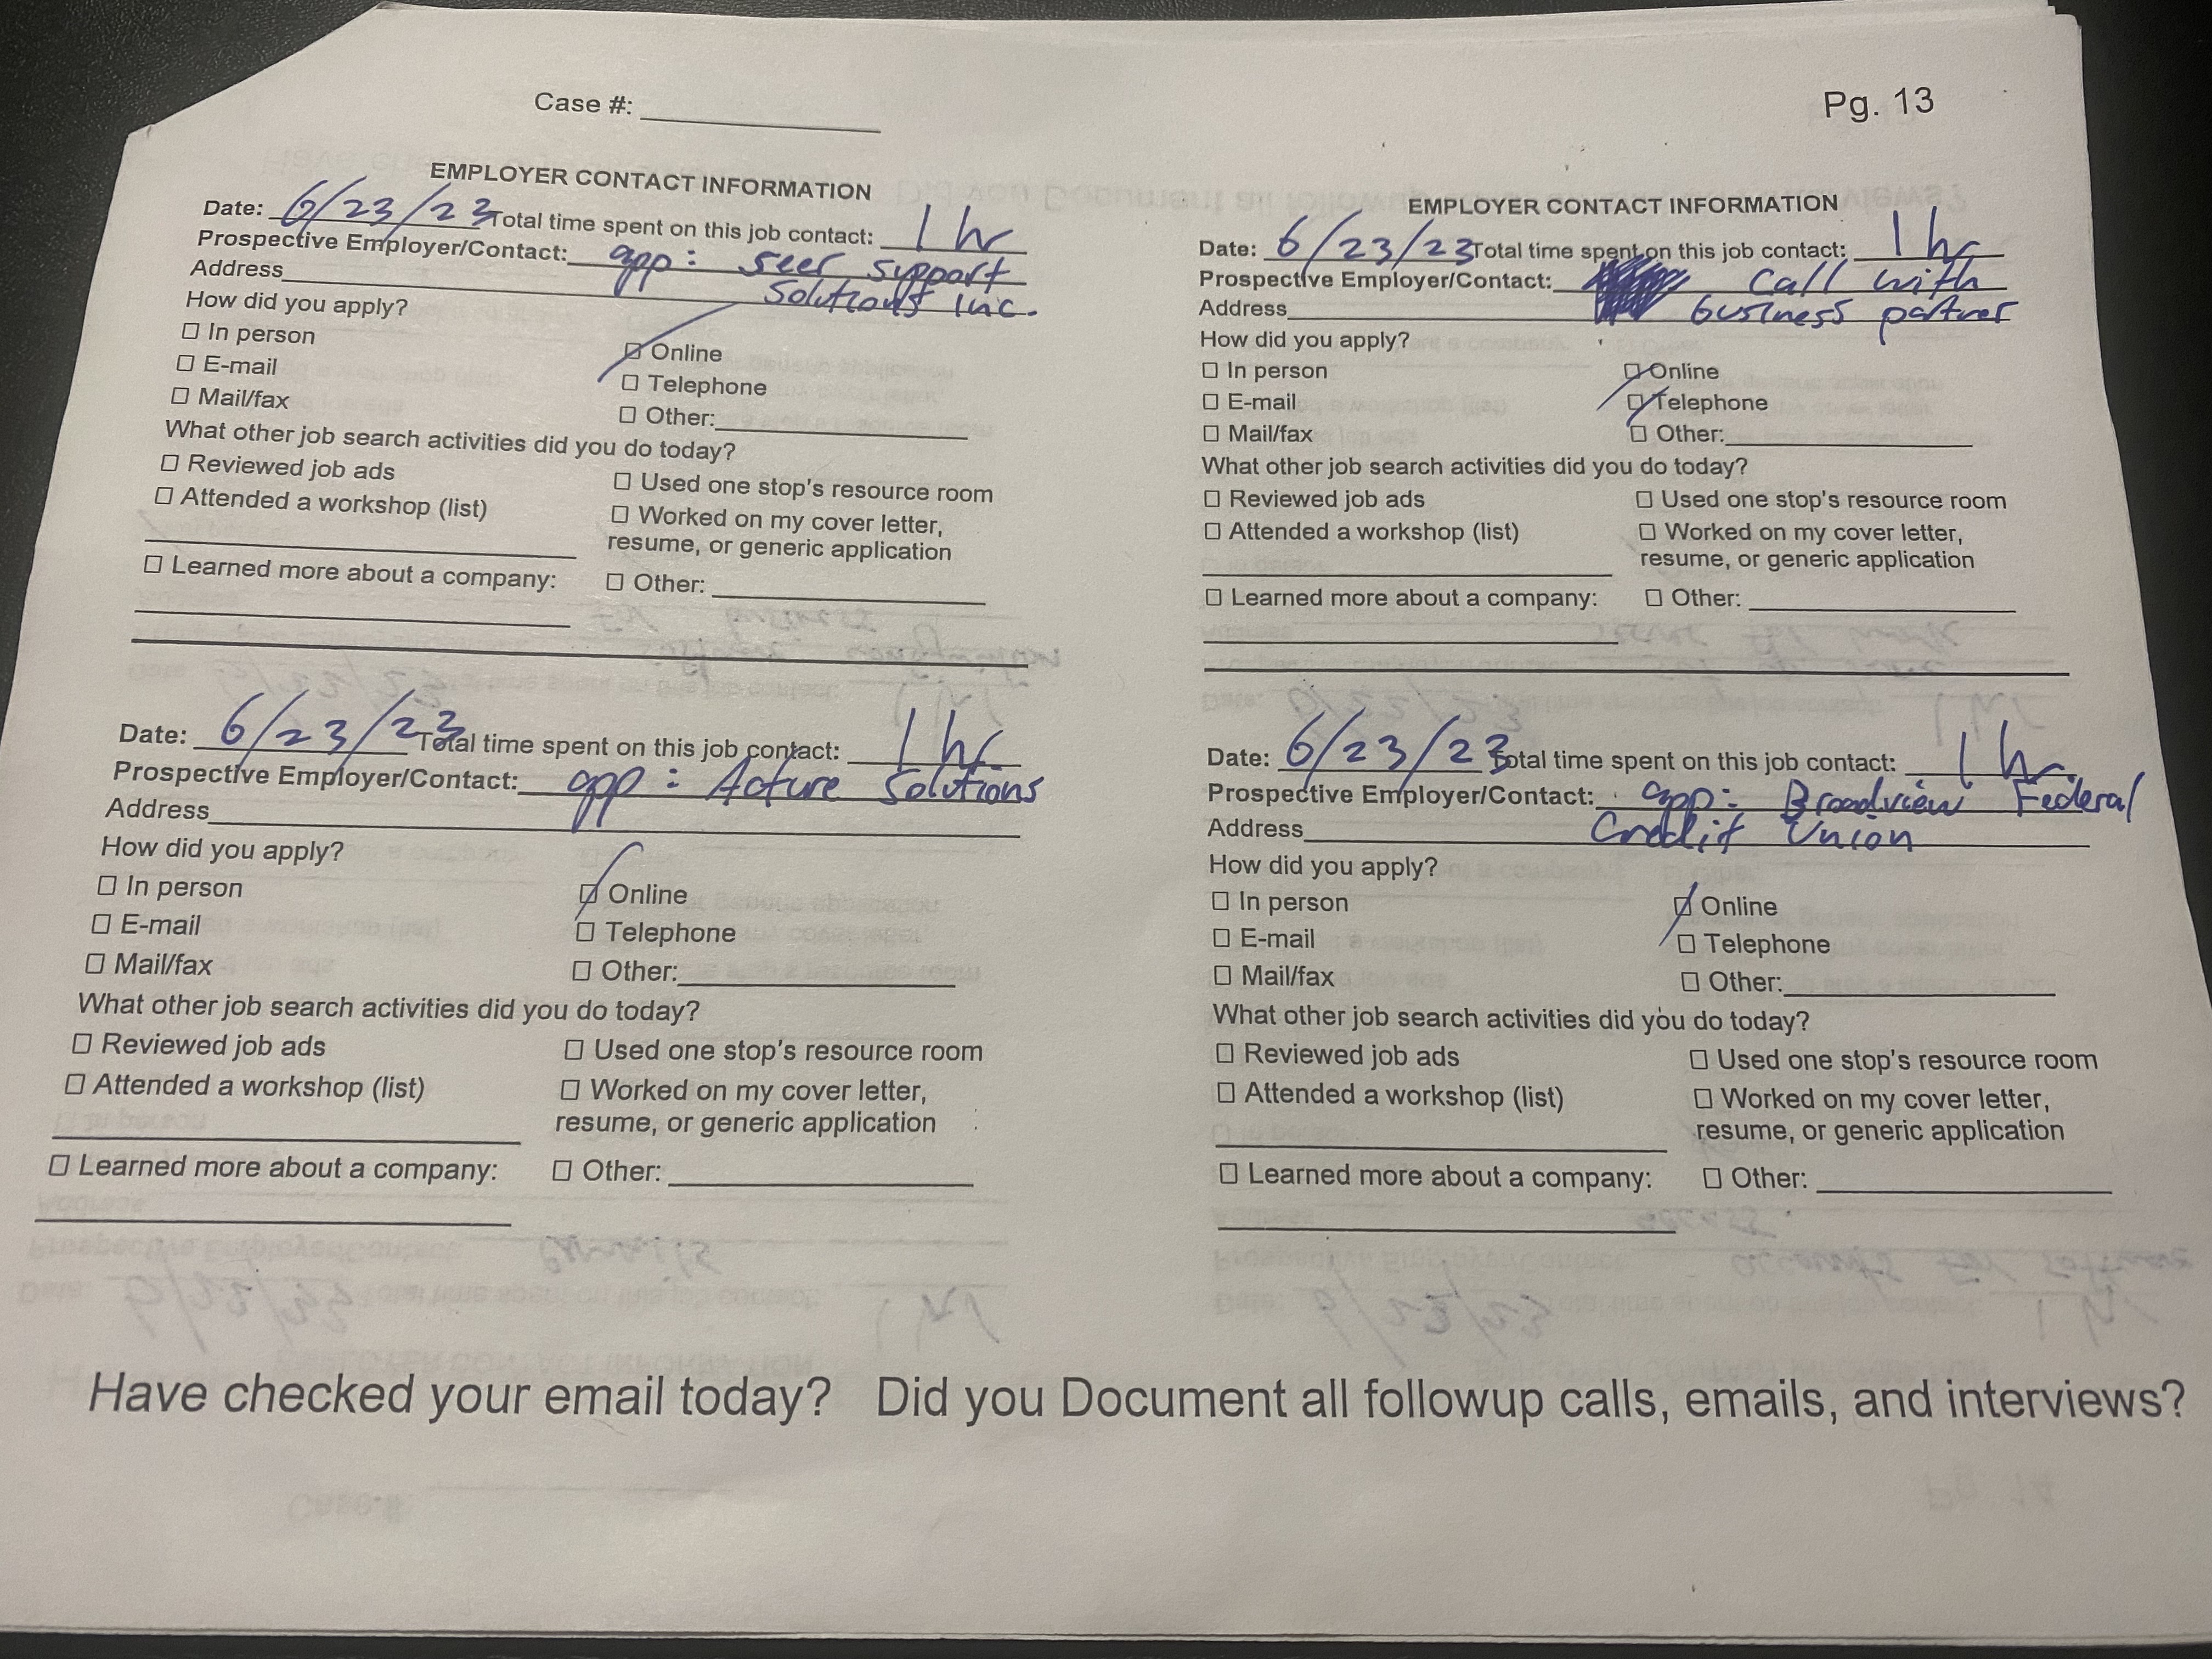 Case #:
Pg. 13
EMPLOYER CONTACT INFORMATION
Date: 6/23/23 Total time spent on this job contact: 1 hr
Prospective Employer/Contact: app: Seer support
Address Solutions Inc.
How did you apply?
☐ In person
☑ Online
☐ E-mail
☐ Telephone
☐ Mail/fax
☐ Other:
What other job search activities did you do today?
☐ Reviewed job ads
☐ Used one stop's resource room
☐ Attended a workshop (list)
☐ Worked on my cover letter,
resume, or generic application
☐ Learned more about a company:
☐ Other:
EMPLOYER CONTACT INFORMATION
Date: 6/23/23 Total time spent on this job contact: 1 hr
Prospective Employer/Contact: Call with
Address business partner
How did you apply?
☐ In person
☑ Online
☐ E-mail
☑ Telephone
☐ Mail/fax
☐ Other:
What other job search activities did you do today?
☐ Reviewed job ads
☐ Used one stop's resource room
☐ Attended a workshop (list)
☐ Worked on my cover letter,
resume, or generic application
☐ Learned more about a company:
☐ Other:
Date: 6/23/23 Total time spent on this job contact: 1 hr
Prospective Employer/Contact: app: Acture Solutions
Address
How did you apply?
☐ In person
☑ Online
☐ E-mail
☐ Telephone
☐ Mail/fax
☐ Other:
What other job search activities did you do today?
☐ Reviewed job ads
☐ Used one stop's resource room
☐ Attended a workshop (list)
☐ Worked on my cover letter,
resume, or generic application
☐ Learned more about a company:
☐ Other:
Date: 6/23/23 Total time spent on this job contact: 1 hr
Prospective Employer/Contact: app: Broadview Federal
Address Credit Union
How did you apply?
☐ In person
☑ Online
☐ E-mail
☐ Telephone
☐ Mail/fax
☐ Other:
What other job search activities did you do today?
☐ Reviewed job ads
☐ Used one stop's resource room
☐ Attended a workshop (list)
☐ Worked on my cover letter,
resume, or generic application
☐ Learned more about a company:
☐ Other:
Have checked your email today? Did you Document all followup calls, emails, and interviews?